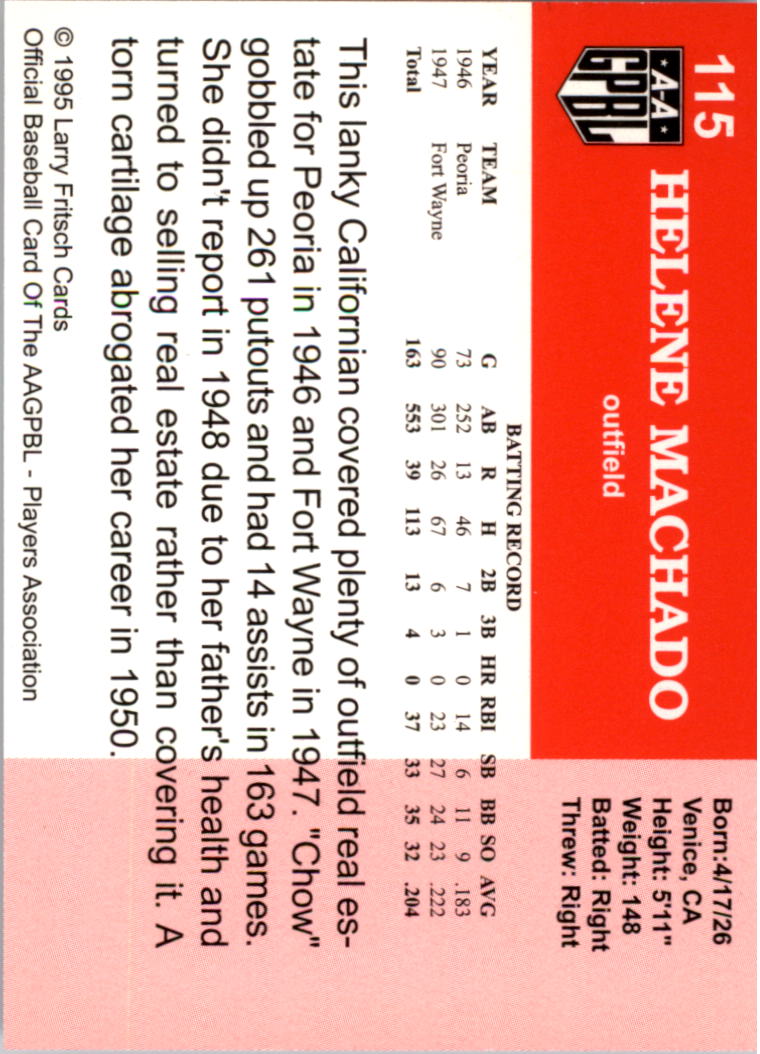 115
★ A-A ★
GPBL
HELENE MACHADO
outfield
Born:4/17/26
Venice, CA
Height: 5'11"
Weight: 148
Batted: Right
Threw: Right
BATTING RECORD
YEAR TEAM G AB R H 2B 3B HR RBI SB BB SO AVG
1946 Peoria 73 252 13 46 7 1 0 14 6 11 9 .183
1947 Fort Wayne 90 301 26 67 6 3 0 23 27 24 23 .222
Total 163 553 39 113 13 4 0 37 33 35 32 .204
This lanky Californian covered plenty of outfield real es-
tate for Peoria in 1946 and Fort Wayne in 1947. "Chow"
gobbled up 261 putouts and had 14 assists in 163 games.
She didn't report in 1948 due to her father's health and
turned to selling real estate rather than covering it. A
torn cartilage abrogated her career in 1950.
© 1995 Larry Fritsch Cards
Official Baseball Card Of The AAGPBL - Players Association